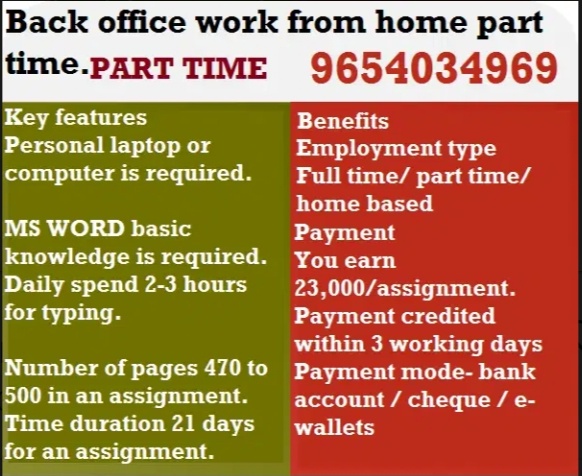 Back office work from home part
time.PART TIME 9654034969
Key features
Personal laptop or
computer is required.
MS WORD basic
knowledge is required.
Daily spend 2-3 hours
for typing.
Number of pages 470 to
500 in an assignment.
Time duration 21 days
for an assignment.
Benefits
Employment type
Full time/ part time/
home based
Payment
You earn
23,000/assignment.
Payment credited
within 3 working days
Payment mode- bank
account / cheque / e-
wallets